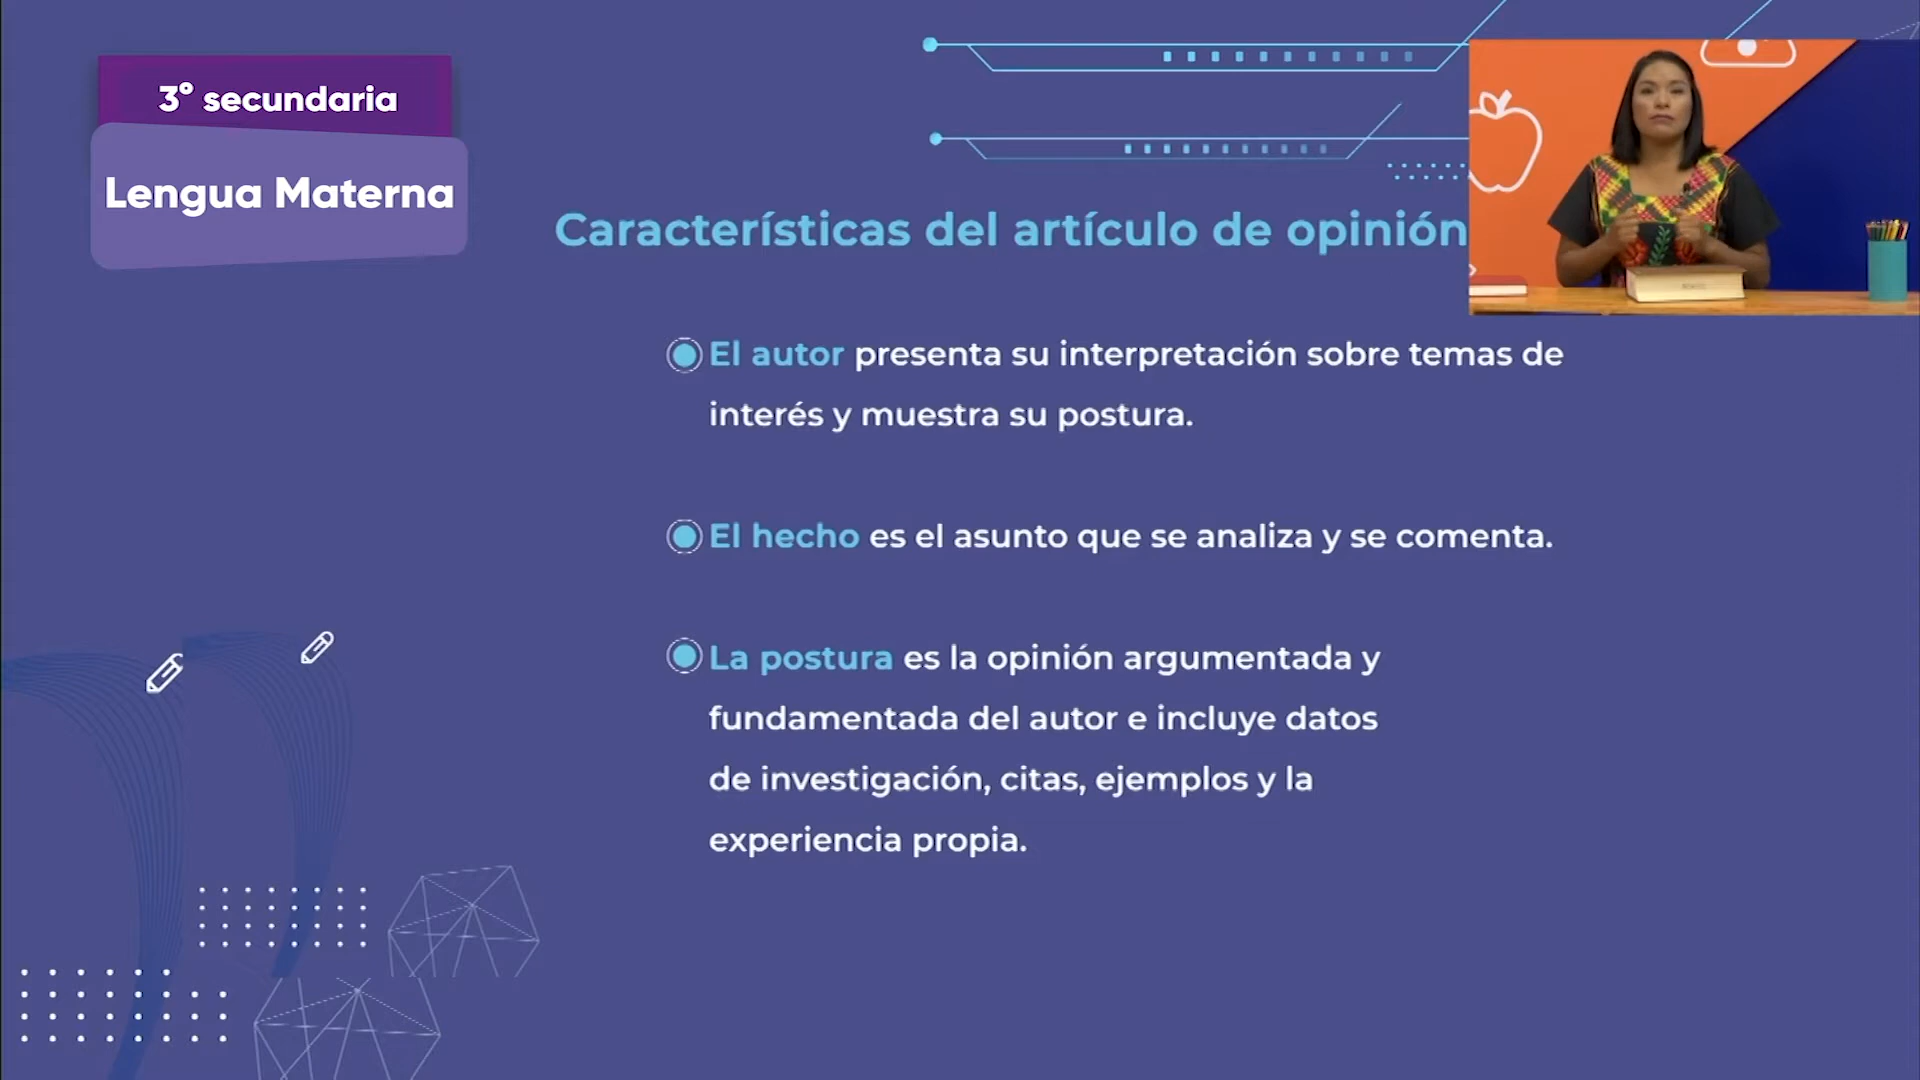 3° secundaria
Lengua Materna
Características del artículo de opinión
El autor presenta su interpretación sobre temas de
interés y muestra su postura.
El hecho es el asunto que se analiza y se comenta.
La postura es la opinión argumentada y
fundamentada del autor e incluye datos
de investigación, citas, ejemplos y la
experiencia propia.